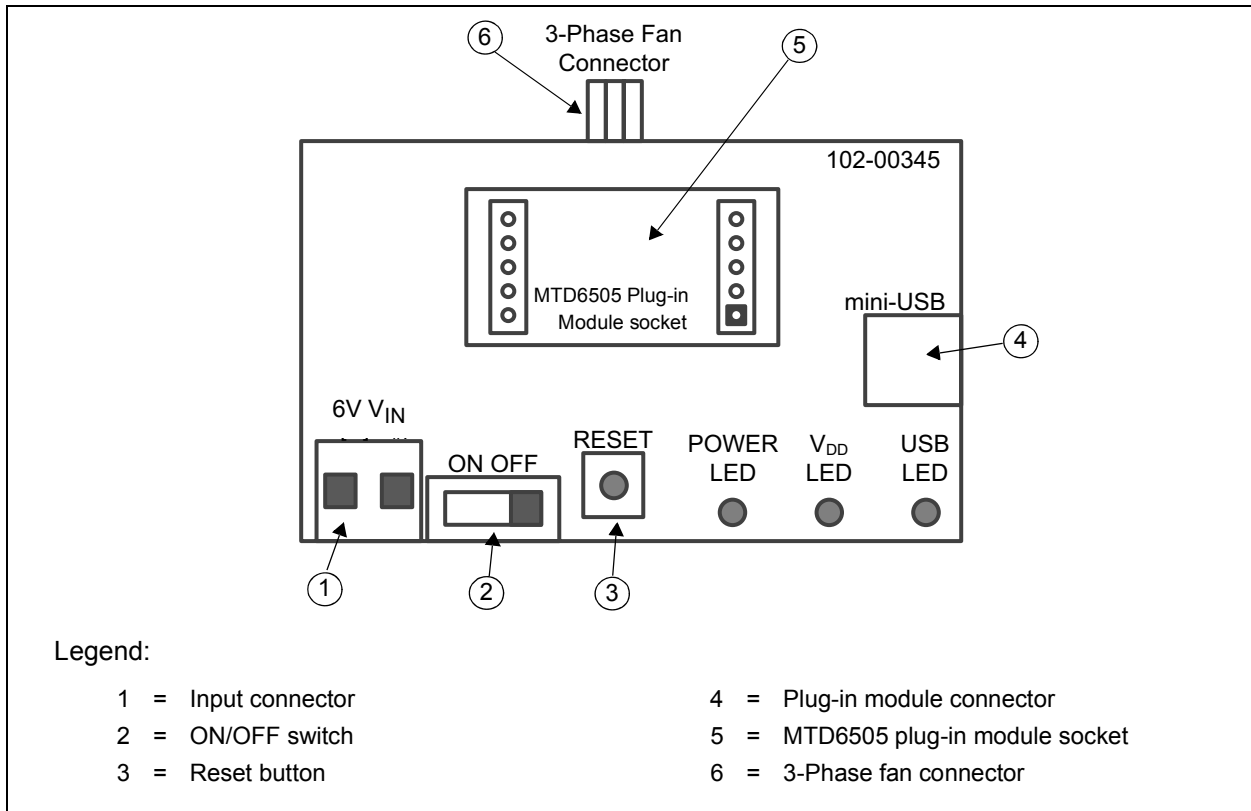 6
3-Phase Fan
Connector
5
102-00345
MTD6505 Plug-in
Module socket
mini-USB
4
6V VIN
ON OFF
RESET
POWER
LED
VDD
LED
USB
LED
1
2
3
Legend:
1 = Input connector
2 = ON/OFF switch
3 = Reset button
4 = Plug-in module connector
5 = MTD6505 plug-in module socket
6 = 3-Phase fan connector